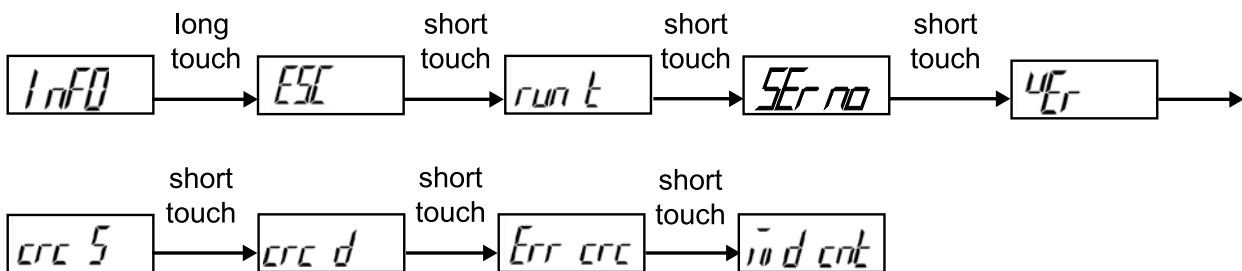 long short short short
touch touch touch touch
InFO ESC run t SEr no VEr
short short short
touch touch touch
crc S crc d Err crc d cnt